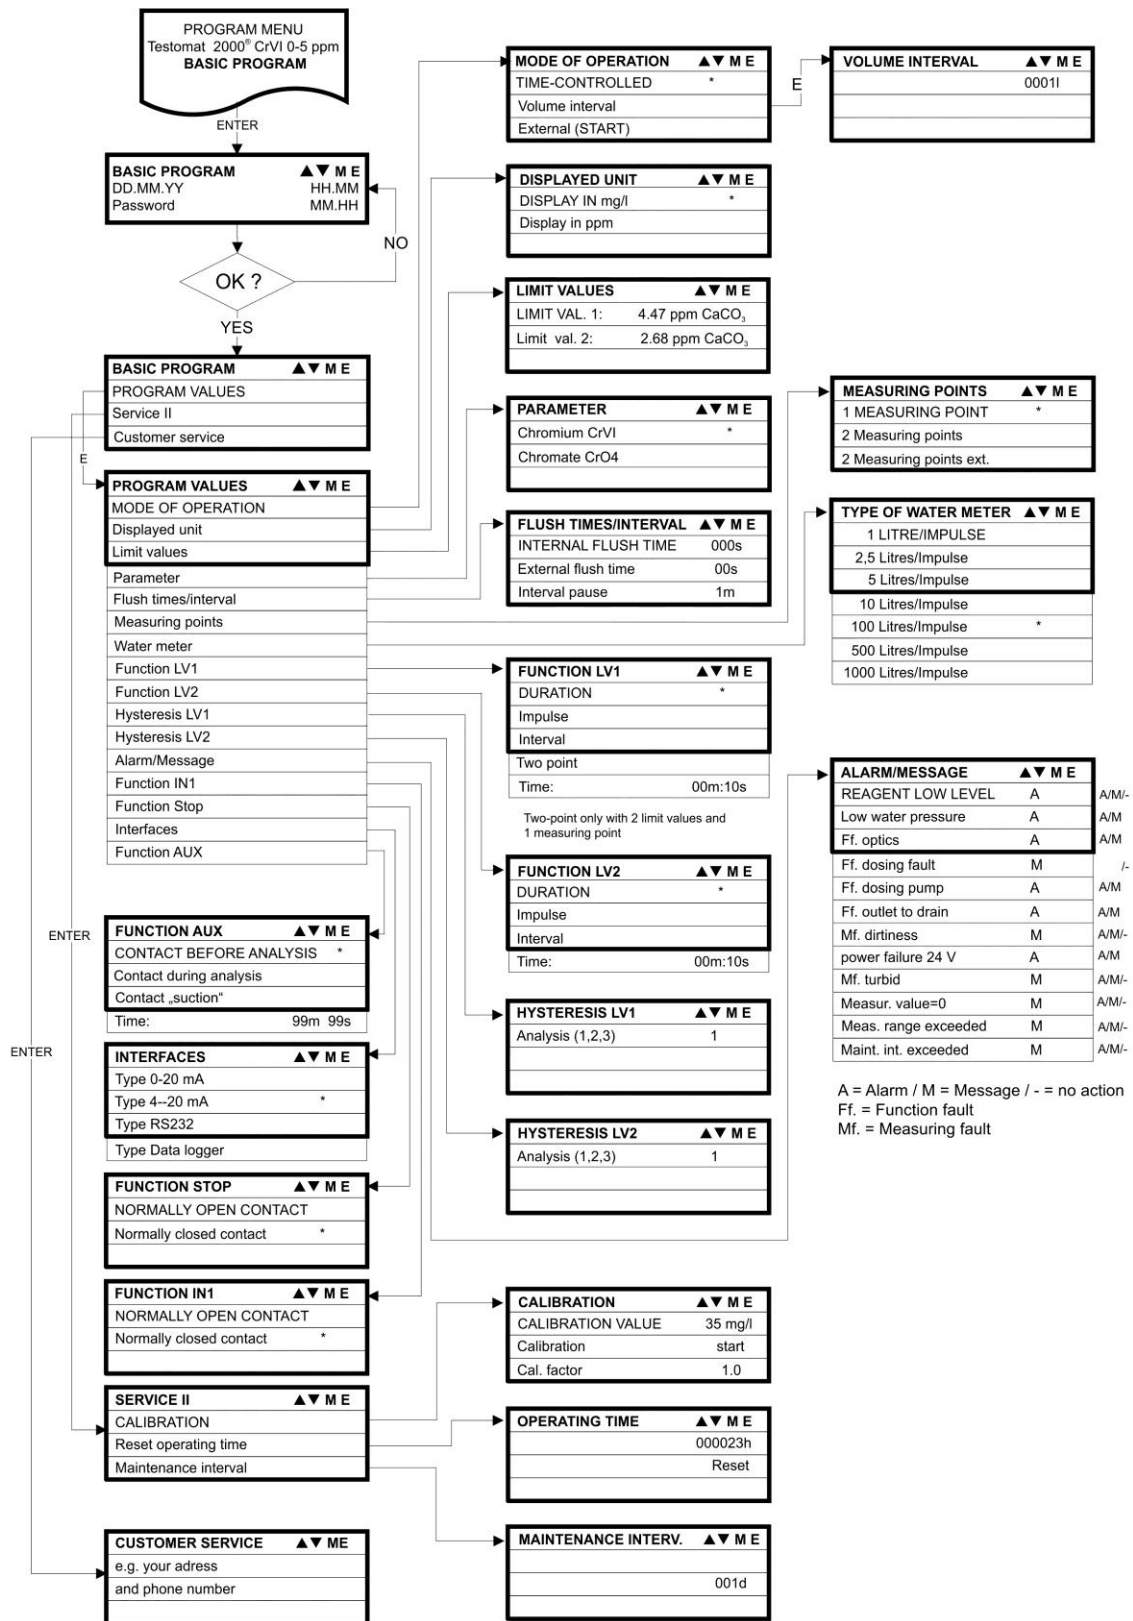 PROGRAM MENU
Testomat 2000® CrVI 0-5 ppm
BASIC PROGRAM
ENTER
BASIC PROGRAM ▲▼ M E
DD.MM.YY HH.MM
Password MM.HH
NO
OK ?
YES
BASIC PROGRAM ▲▼ M E
PROGRAM VALUES
Service II
Customer service
E
PROGRAM VALUES ▲▼ M E
MODE OF OPERATION
Displayed unit
Limit values
Parameter
Flush times/interval
Measuring points
Water meter
Function LV1
Function LV2
Hysteresis LV1
Hysteresis LV2
Alarm/Message
Function IN1
Function Stop
Interfaces
Function AUX
ENTER
ENTER
FUNCTION AUX ▲▼ M E
CONTACT BEFORE ANALYSIS *
Contact during analysis
Contact „suction“
Time: 99m 99s
INTERFACES ▲▼ M E
Type 0-20 mA
Type 4--20 mA *
Type RS232
Type Data logger
FUNCTION STOP ▲▼ M E
NORMALLY OPEN CONTACT
Normally closed contact *
FUNCTION IN1 ▲▼ M E
NORMALLY OPEN CONTACT
Normally closed contact *
SERVICE II ▲▼ M E
CALIBRATION
Reset operating time
Maintenance interval
CUSTOMER SERVICE ▲▼ ME
e.g. your adress
and phone number
MODE OF OPERATION ▲▼ M E
TIME-CONTROLLED *
Volume interval
External (START)
E
VOLUME INTERVAL ▲▼ M E
0001l
DISPLAYED UNIT ▲▼ M E
DISPLAY IN mg/l *
Display in ppm
LIMIT VALUES ▲▼ M E
LIMIT VAL. 1: 4.47 ppm CaCO₃
Limit val. 2: 2.68 ppm CaCO₃
PARAMETER ▲▼ M E
Chromium CrVI *
Chromate CrO4
FLUSH TIMES/INTERVAL ▲▼ M E
INTERNAL FLUSH TIME 000s
External flush time 00s
Interval pause 1m
MEASURING POINTS ▲▼ M E
1 MEASURING POINT *
2 Measuring points
2 Measuring points ext.
TYPE OF WATER METER ▲▼ M E
1 LITRE/IMPULSE
2,5 Litres/Impulse
5 Litres/Impulse
10 Litres/Impulse
100 Litres/Impulse *
500 Litres/Impulse
1000 Litres/Impulse
FUNCTION LV1 ▲▼ M E
DURATION *
Impulse
Interval
Two point
Time: 00m:10s
Two-point only with 2 limit values and
1 measuring point
FUNCTION LV2 ▲▼ M E
DURATION *
Impulse
Interval
Time: 00m:10s
HYSTERESIS LV1 ▲▼ M E
Analysis (1,2,3) 1
HYSTERESIS LV2 ▲▼ M E
Analysis (1,2,3) 1
ALARM/MESSAGE ▲▼ M E
REAGENT LOW LEVEL A A/M/-
Low water pressure A A/M
Ff. optics A A/M
Ff. dosing fault M /-
Ff. dosing pump A A/M
Ff. outlet to drain A A/M
Mf. dirtiness M A/M/-
power failure 24 V A A/M
Mf. turbid M A/M/-
Measur. value=0 M A/M/-
Meas. range exceeded M A/M/-
Maint. int. exceeded M A/M/-
A = Alarm / M = Message / - = no action
Ff. = Function fault
Mf. = Measuring fault
CALIBRATION ▲▼ M E
CALIBRATION VALUE 35 mg/l
Calibration start
Cal. factor 1.0
OPERATING TIME ▲▼ M E
000023h
Reset
MAINTENANCE INTERV. ▲▼ M E
001d